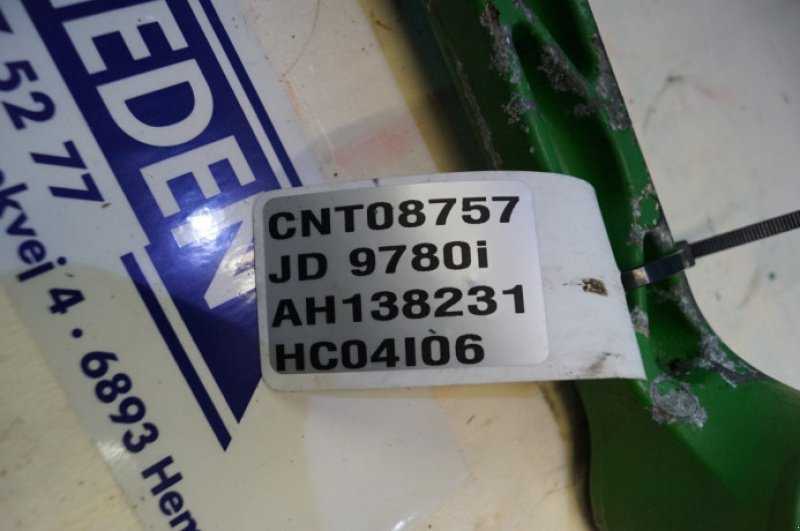 CNT08757
JD 9780i
AH138231
HC04I06
EDEN
52 77
kvej 4 · 6893 Hem